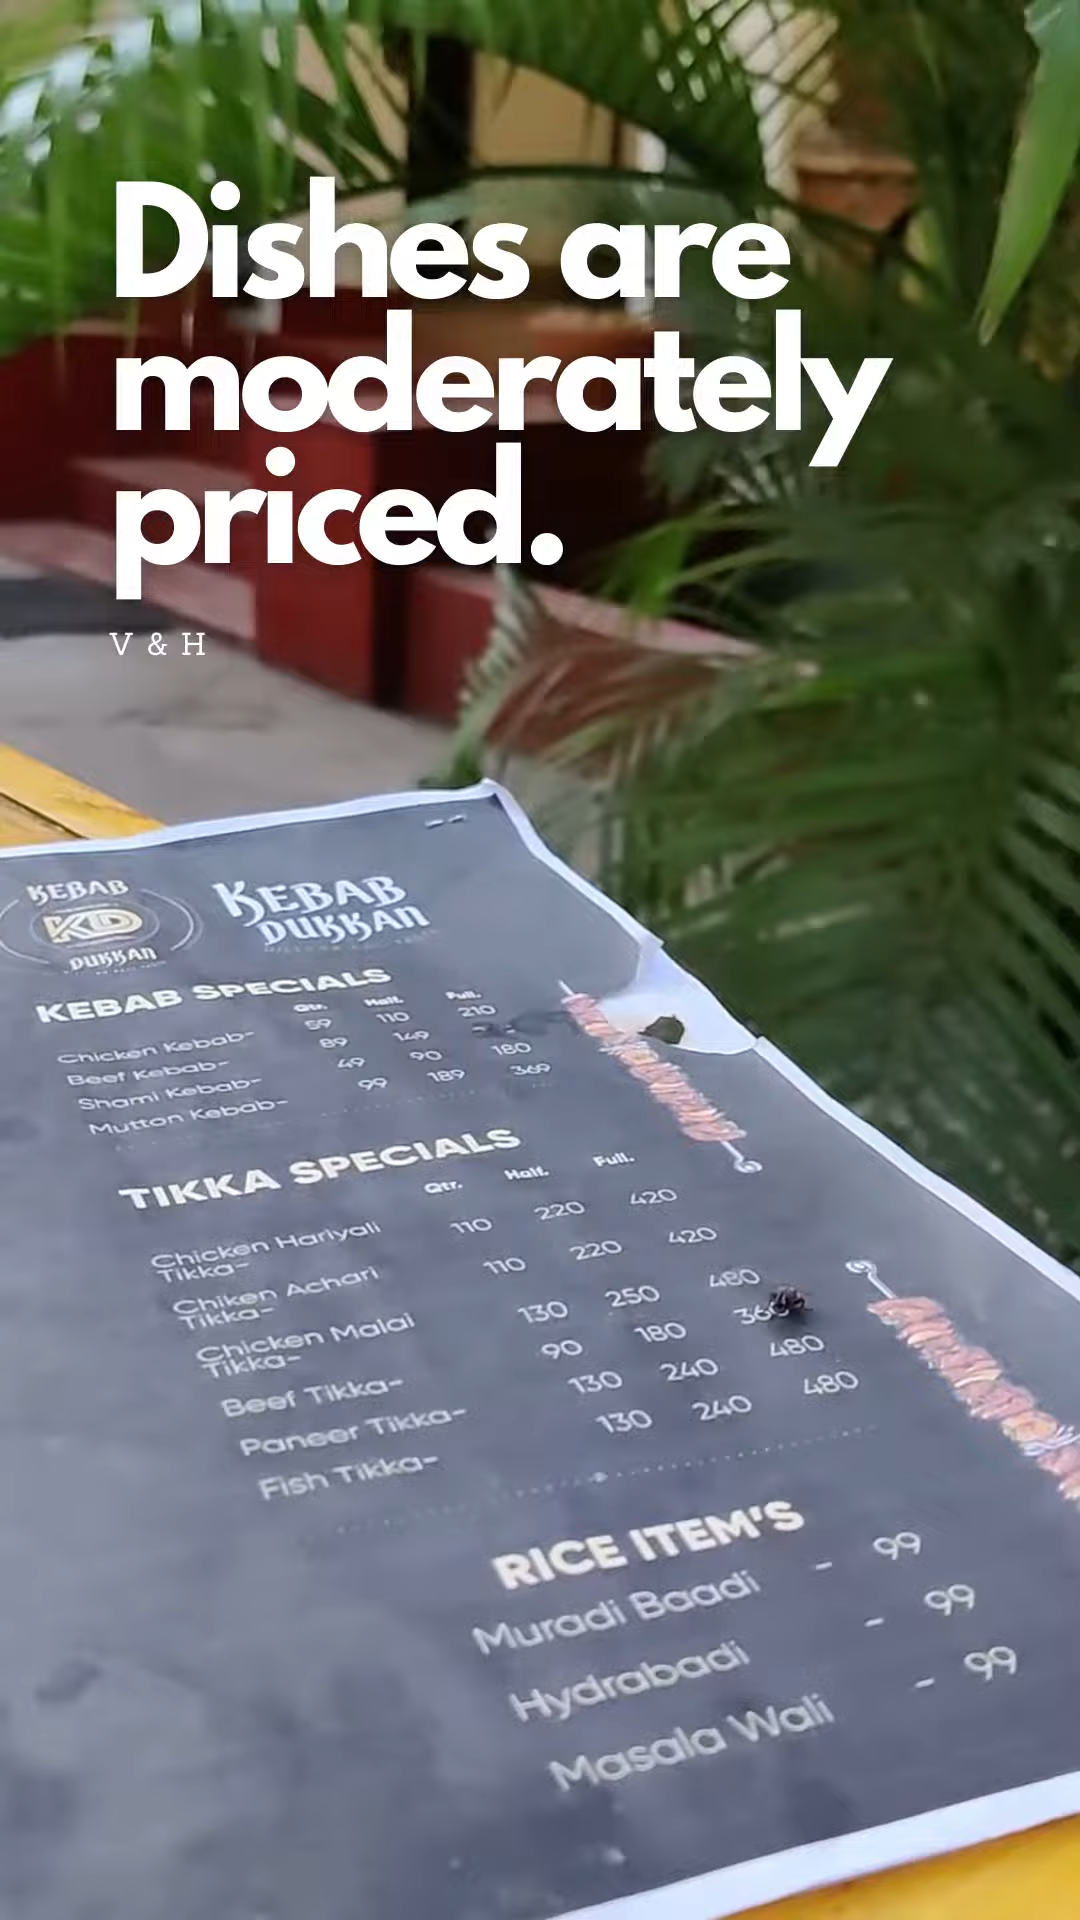 Dishes are
moderately
priced.
V & H
KEBAB
KD
DUKKAN
KEBAB
DUKKAN
KEBAB SPECIALS
Qtr. Half. Full.
Chicken Kebab- 59 110 210
Beef Kebab- 89 149
Shami Kebab- 49 90 180
Mutton Kebab- 99 189 369
TIKKA SPECIALS
Qtr. Half. Full.
Chicken Hariyali
Tikka- 110 220 420
Chiken Achari
Tikka- 110 220 420
Chicken Malai
Tikka- 130 250 480
Beef Tikka- 90 180 360
Paneer Tikka- 130 240 480
Fish Tikka- 130 240 480
RICE ITEM'S
Muradi Baadi - 99
Hydrabadi - 99
Masala Wali - 99